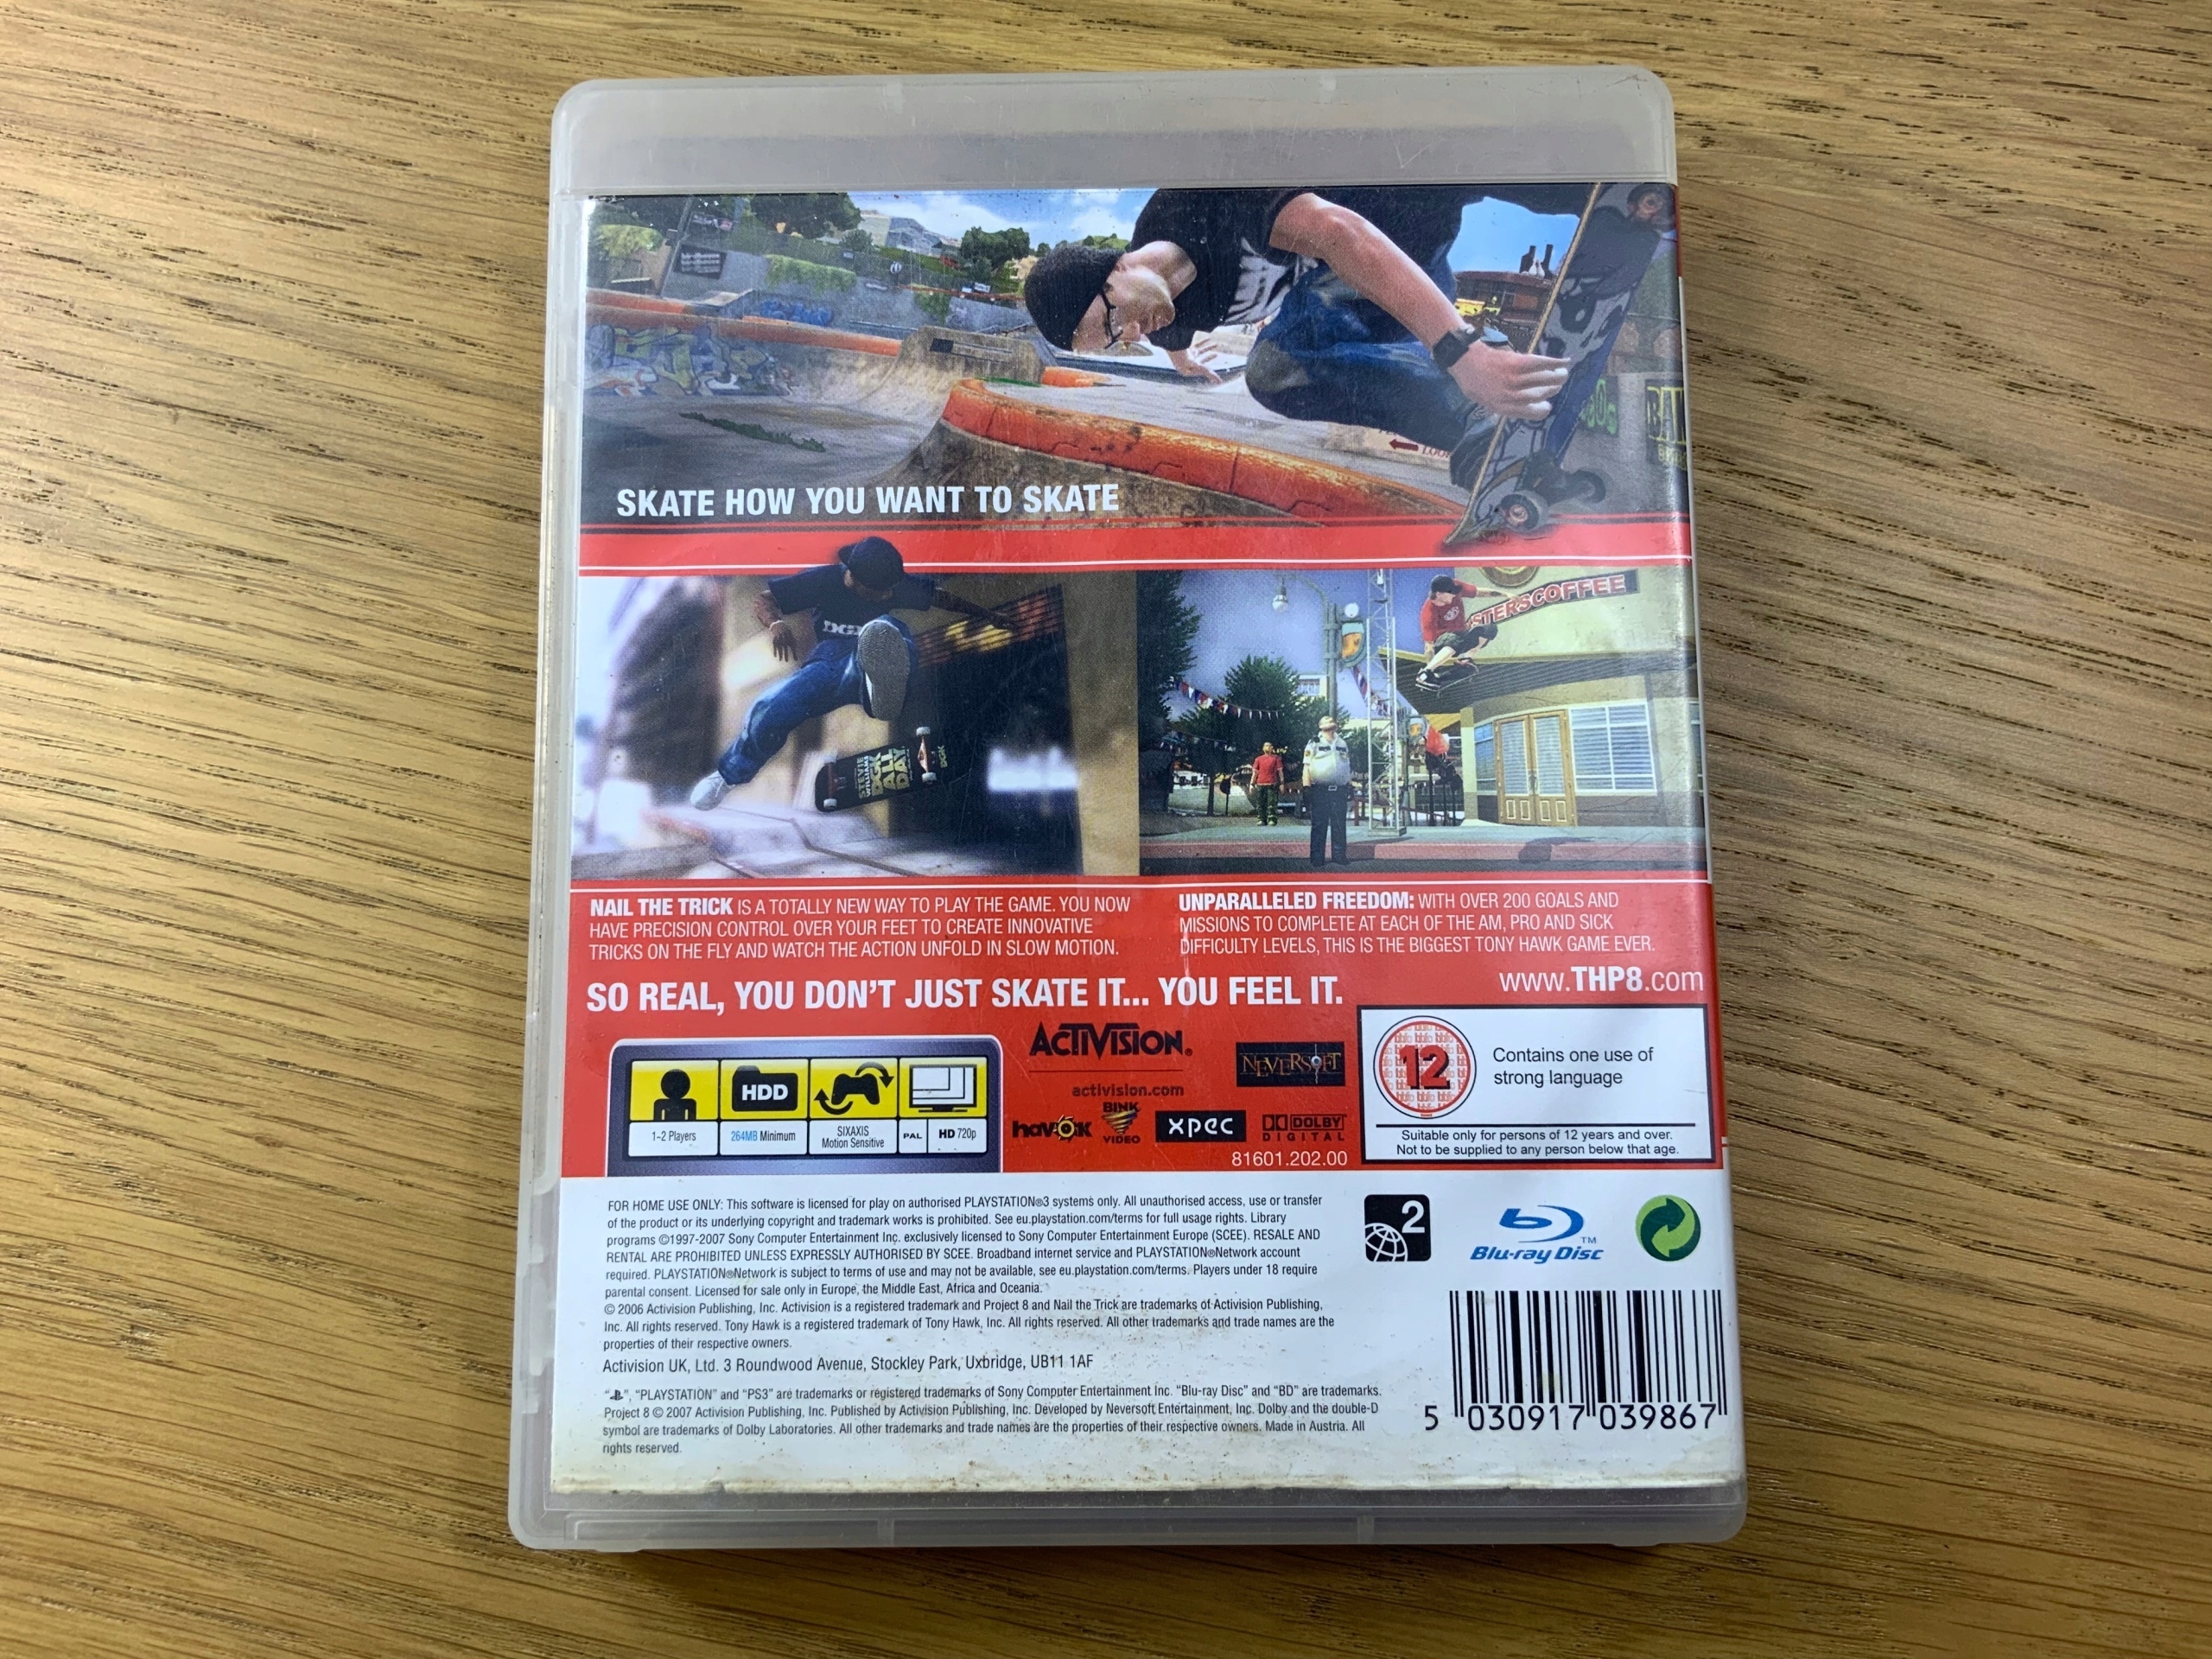 SKATE HOW YOU WANT TO SKATE
STERSCOFFEE
DGK
STEVIE
WILLIAMS
DGK
ALL
DAY
DGK
NAIL THE TRICK IS A TOTALLY NEW WAY TO PLAY THE GAME. YOU NOW
HAVE PRECISION CONTROL OVER YOUR FEET TO CREATE INNOVATIVE
TRICKS ON THE FLY AND WATCH THE ACTION UNFOLD IN SLOW MOTION.
UNPARALLELED FREEDOM: WITH OVER 200 GOALS AND
MISSIONS TO COMPLETE AT EACH OF THE AM, PRO AND SICK
DIFFICULTY LEVELS, THIS IS THE BIGGEST TONY HAWK GAME EVER.
www.THP8.com
SO REAL, YOU DON'T JUST SKATE IT... YOU FEEL IT.
HDD
1-2 Players
264MB Minimum
SIXAXIS
Motion Sensitive
PAL
HD 720p
ACTIVISION®
activision.com
NEVERSOFT
havok
BINK
VIDEO
xpec
DOLBY
DIGITAL
81601.202.00
12
Contains one use of
strong language
Suitable only for persons of 12 years and over.
Not to be supplied to any person below that age.
FOR HOME USE ONLY: This software is licensed for play on authorised PLAYSTATION®3 systems only. All unauthorised access, use or transfer
of the product or its underlying copyright and trademark works is prohibited. See eu.playstation.com/terms for full usage rights. Library
programs ©1997-2007 Sony Computer Entertainment Inc. exclusively licensed to Sony Computer Entertainment Europe (SCEE). RESALE AND
RENTAL ARE PROHIBITED UNLESS EXPRESSLY AUTHORISED BY SCEE. Broadband internet service and PLAYSTATION®Network account
required. PLAYSTATION®Network is subject to terms of use and may not be available, see eu.playstation.com/terms. Players under 18 require
parental consent. Licensed for sale only in Europe, the Middle East, Africa and Oceania.
© 2006 Activision Publishing, Inc. Activision is a registered trademark and Project 8 and Nail the Trick are trademarks of Activision Publishing,
Inc. All rights reserved. Tony Hawk is a registered trademark of Tony Hawk, Inc. All rights reserved. All other trademarks and trade names are the
properties of their respective owners.
Activision UK, Ltd. 3 Roundwood Avenue, Stockley Park, Uxbridge, UB11 1AF
" ", "PLAYSTATION" and "PS3" are trademarks or registered trademarks of Sony Computer Entertainment Inc. "Blu-ray Disc" and "BD" are trademarks.
Project 8 © 2007 Activision Publishing, Inc. Published by Activision Publishing, Inc. Developed by Neversoft Entertainment, Inc. Dolby and the double-D
symbol are trademarks of Dolby Laboratories. All other trademarks and trade names are the properties of their respective owners. Made in Austria. All
rights reserved.
2
Blu-ray Disc™
5 030917 039867